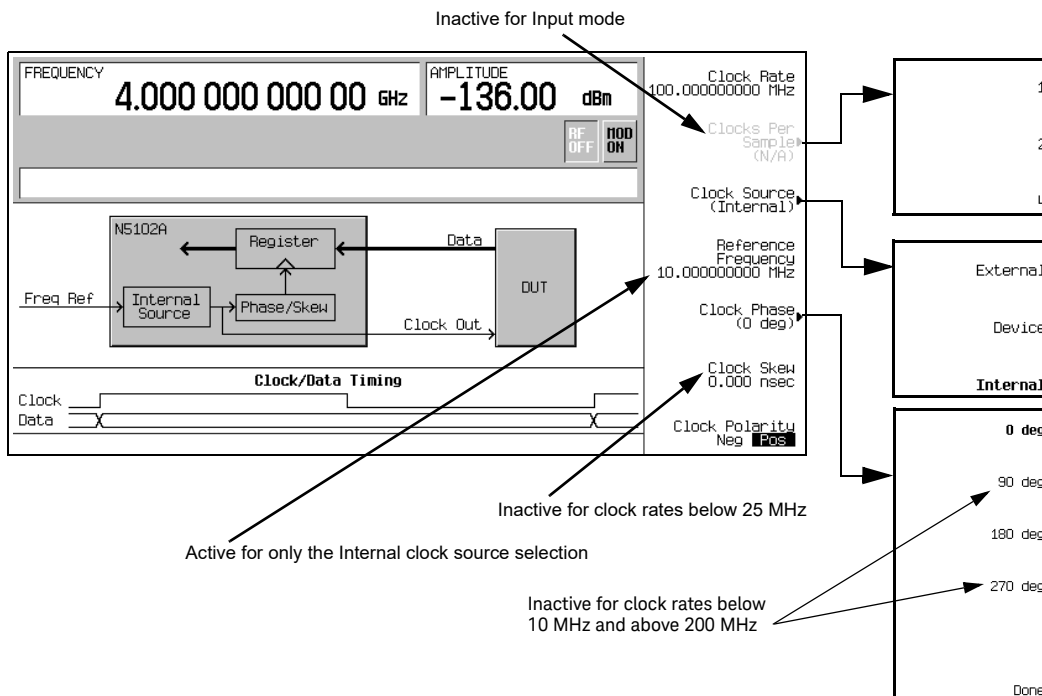 Inactive for Input mode
FREQUENCY
4.000 000 000 00 GHz
AMPLITUDE
-136.00 dBm
RF
OFF
MOD
ON
Clock Rate
100.000000000 MHz
Clocks Per
Sample
(N/A)
Clock Source
(Internal)
Reference
Frequency
10.000000000 MHz
Clock Phase
(0 deg)
Clock Skew
0.000 nsec
Clock Polarity
Neg Pos
N5102A
Register
Data
DUT
Freq Ref
Internal
Source
Phase/Skew
Clock Out
Clock/Data Timing
Clock
Data
1
2
External
Device
Internal
0 deg
90 deg
180 deg
270 deg
Done
Inactive for clock rates below 25 MHz
Active for only the Internal clock source selection
Inactive for clock rates below
10 MHz and above 200 MHz